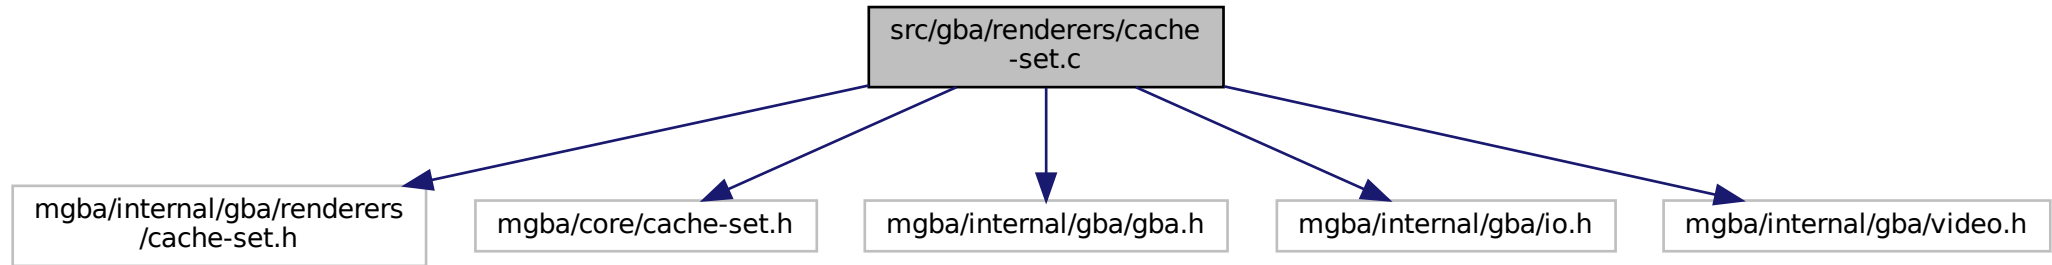 src/gba/renderers/cache
-set.c
mgba/internal/gba/renderers
/cache-set.h
mgba/core/cache-set.h
mgba/internal/gba/gba.h
mgba/internal/gba/io.h
mgba/internal/gba/video.h